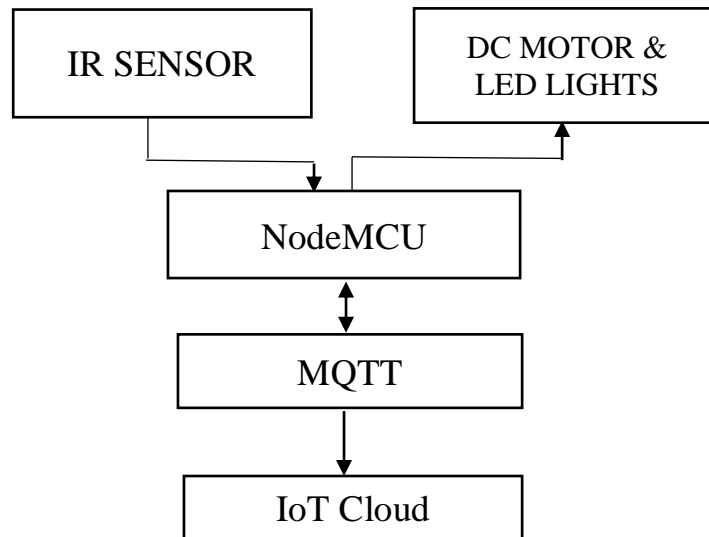 IR SENSOR
DC MOTOR &
LED LIGHTS
NodeMCU
MQTT
IoT Cloud